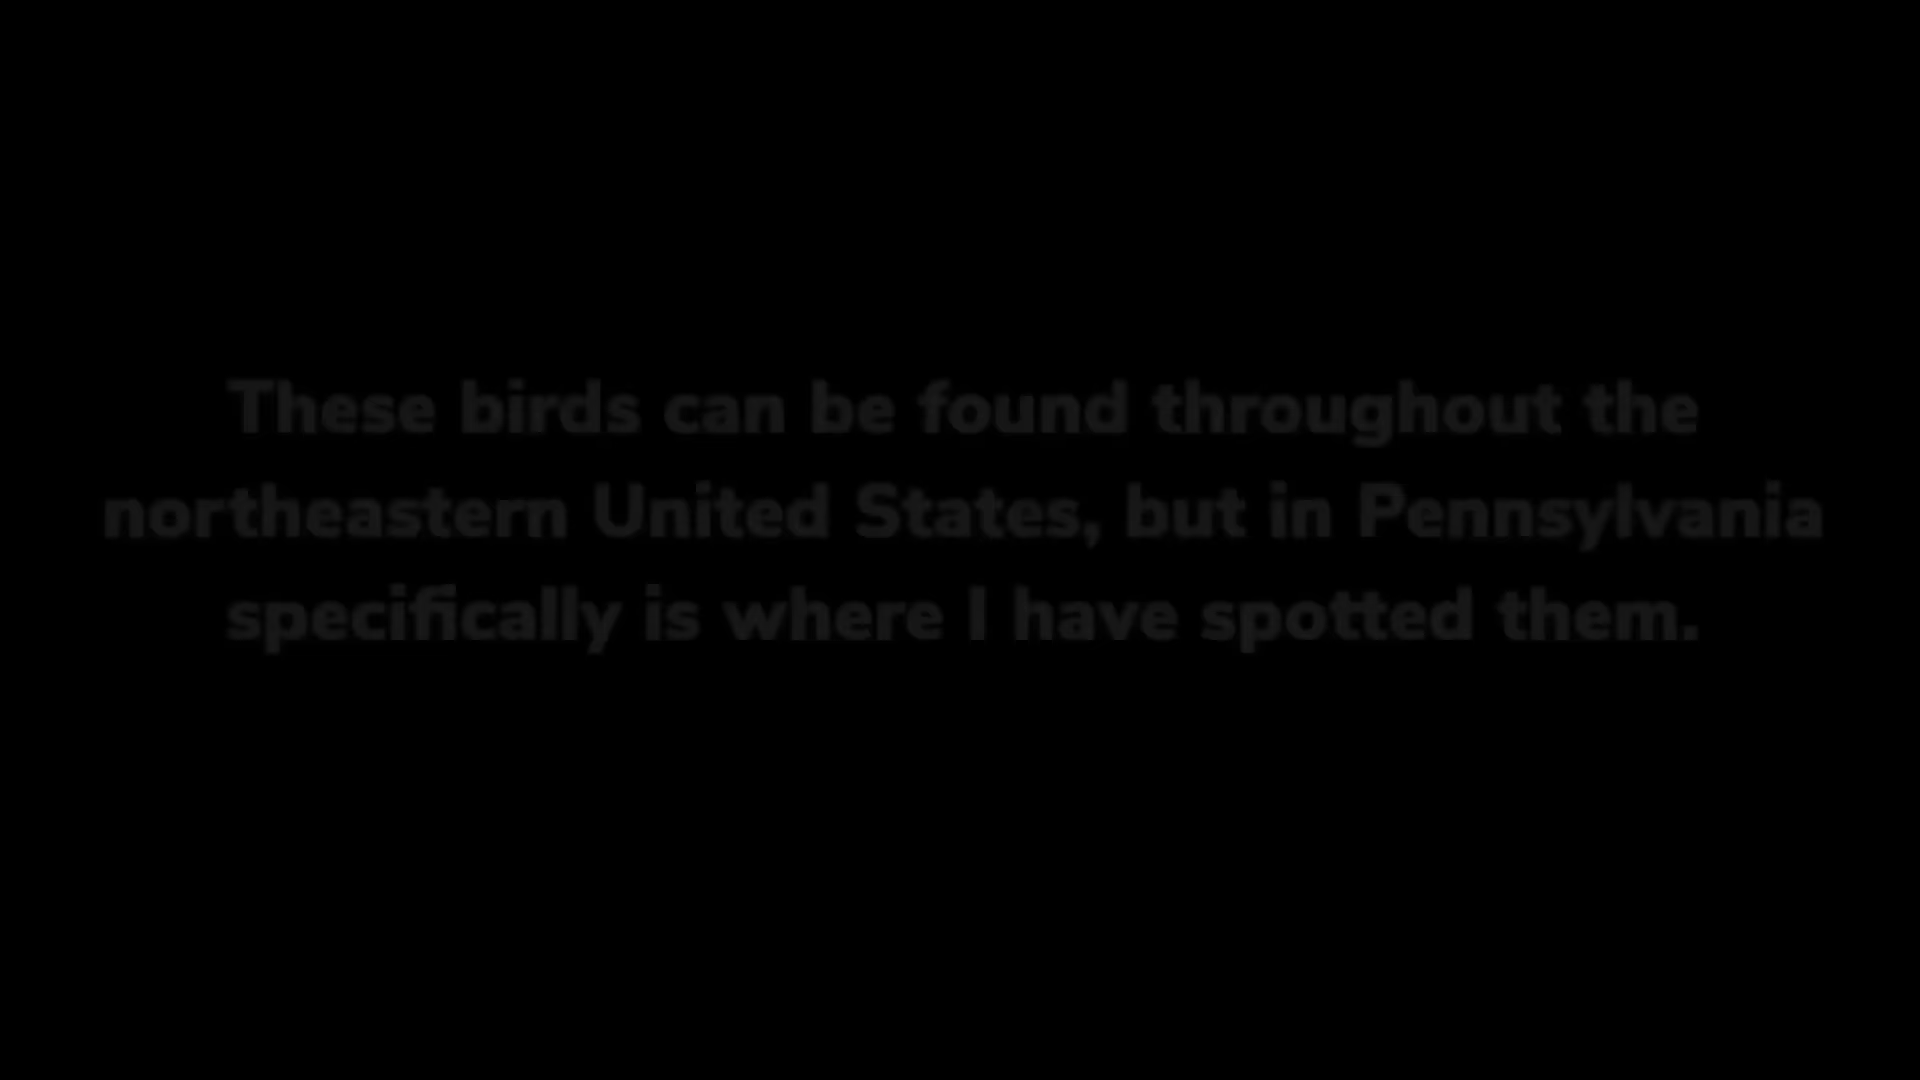 These birds can be found throughout the
northeastern United States, but in Pennsylvania
specifically is where I have spotted them.